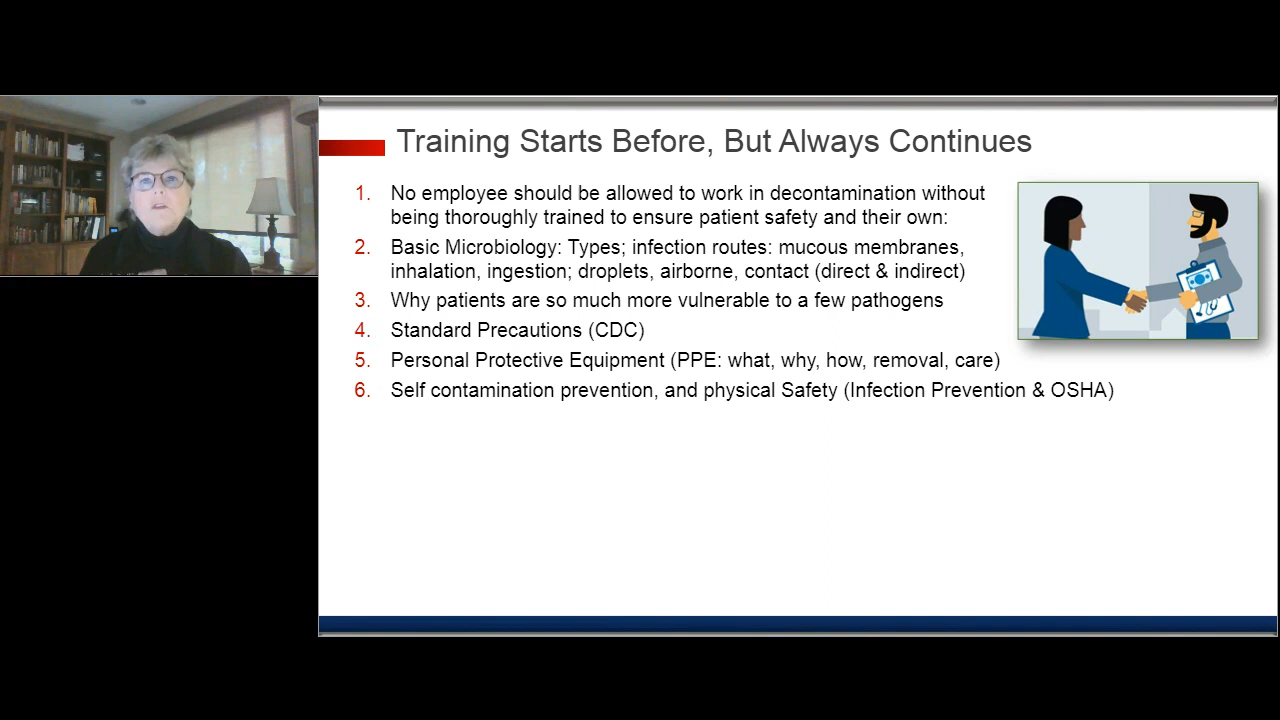 Training Starts Before, But Always Continues
1. No employee should be allowed to work in decontamination without
being thoroughly trained to ensure patient safety and their own:
2. Basic Microbiology: Types; infection routes: mucous membranes,
inhalation, ingestion; droplets, airborne, contact (direct & indirect)
3. Why patients are so much more vulnerable to a few pathogens
4. Standard Precautions (CDC)
5. Personal Protective Equipment (PPE: what, why, how, removal, care)
6. Self contamination prevention, and physical Safety (Infection Prevention & OSHA)